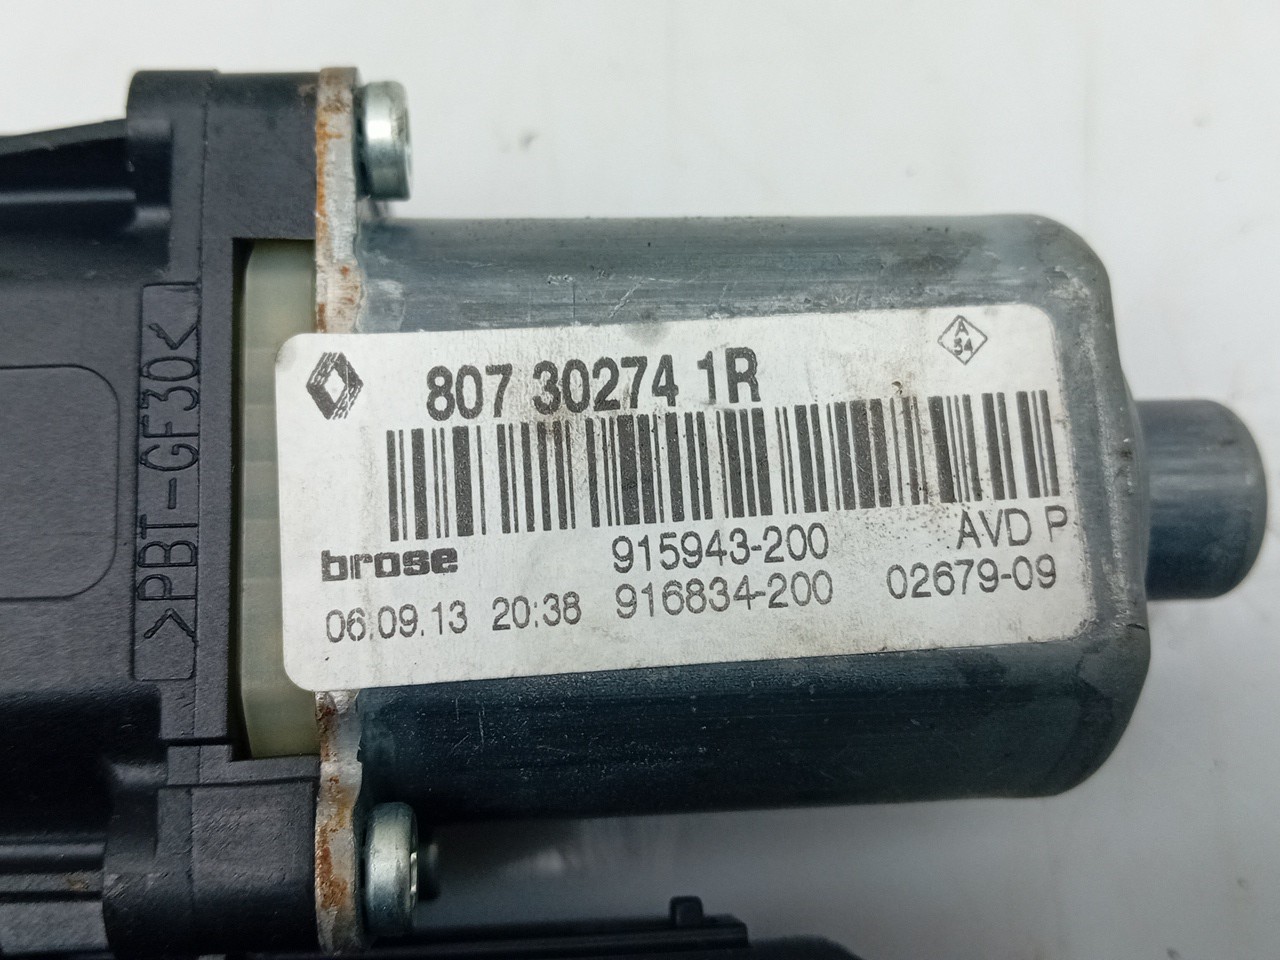 807 30274 1R
A
54
brose
915943-200
AVD P
06.09.13 20:38
916834-200
02679-09
>PBT-GF30<